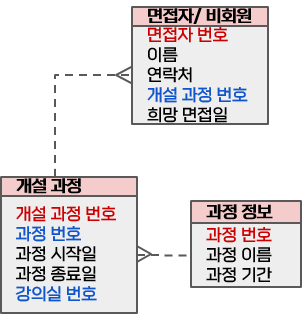 면접자/ 비회원
면접자 번호
이름
연락처
개설 과정 번호
희망 면접일
개설 과정
개설 과정 번호
과정 번호
과정 시작일
과정 종료일
강의실 번호
과정 정보
과정 번호
과정 이름
과정 기간